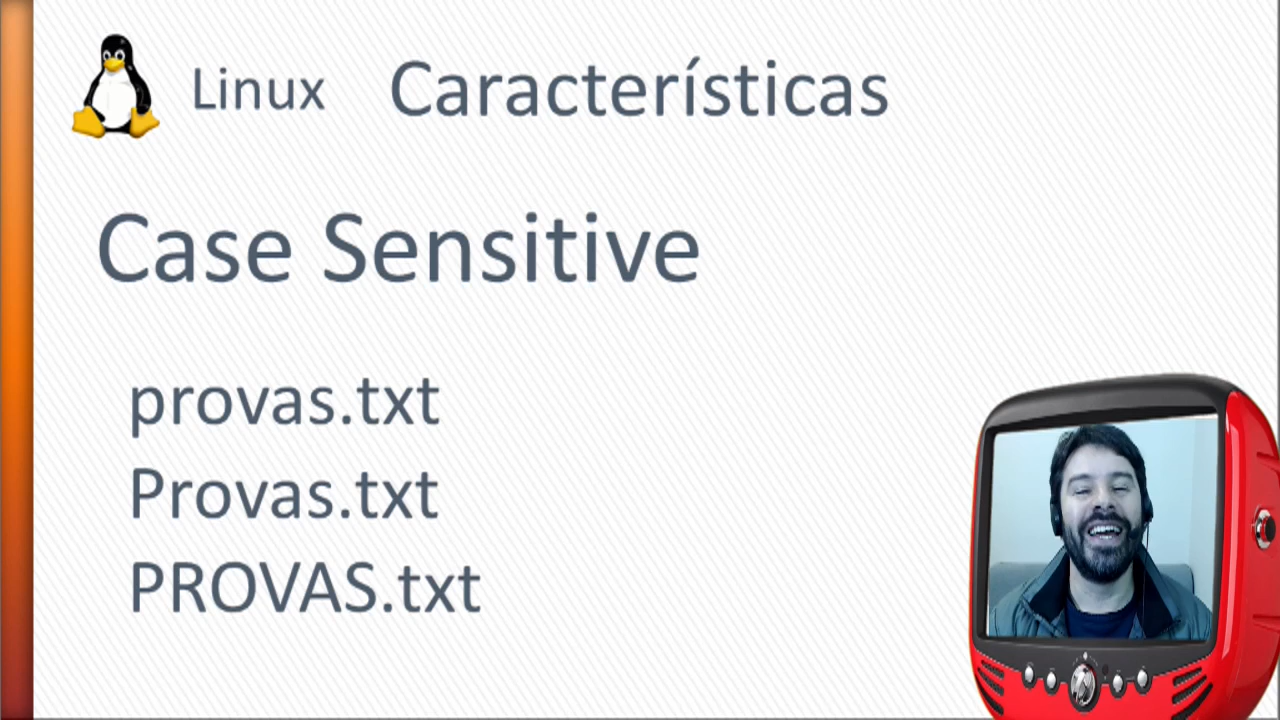 Linux Características
Case Sensitive
provas.txt
Provas.txt
PROVAS.txt